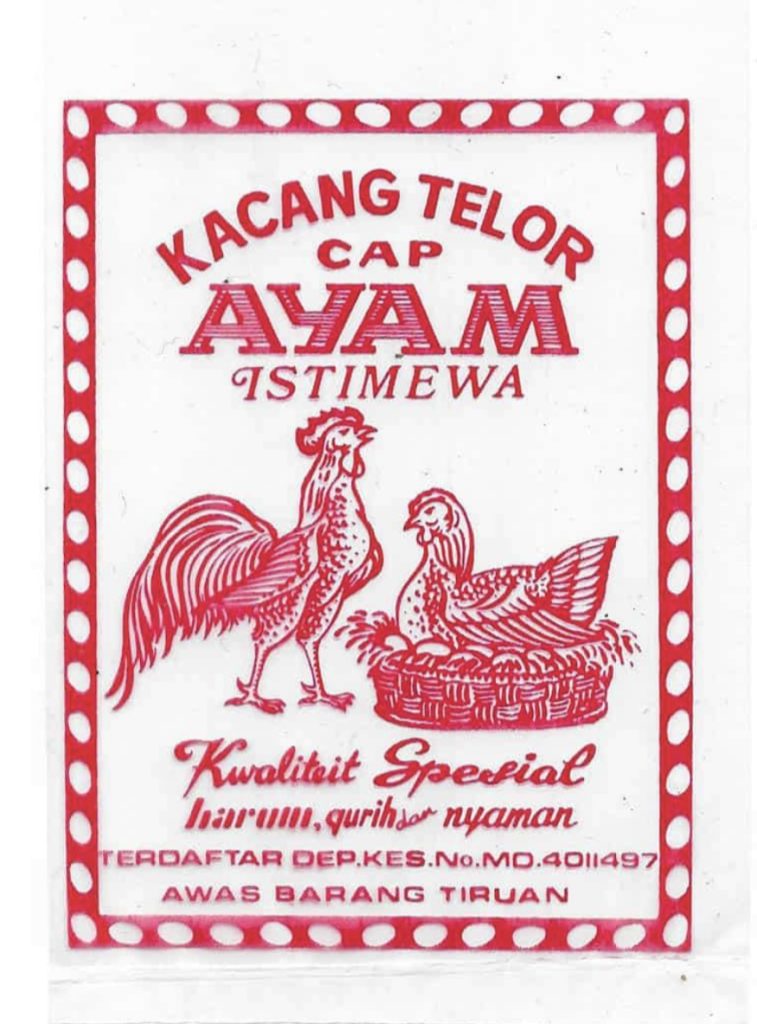 KACANG TELOR
CAP
AYAM
ISTIMEWA
Kwaliteit Spesial
harum, gurih dan nyaman
TERDAFTAR DEP.KES.No.MD.4011497
AWAS BARANG TIRUAN